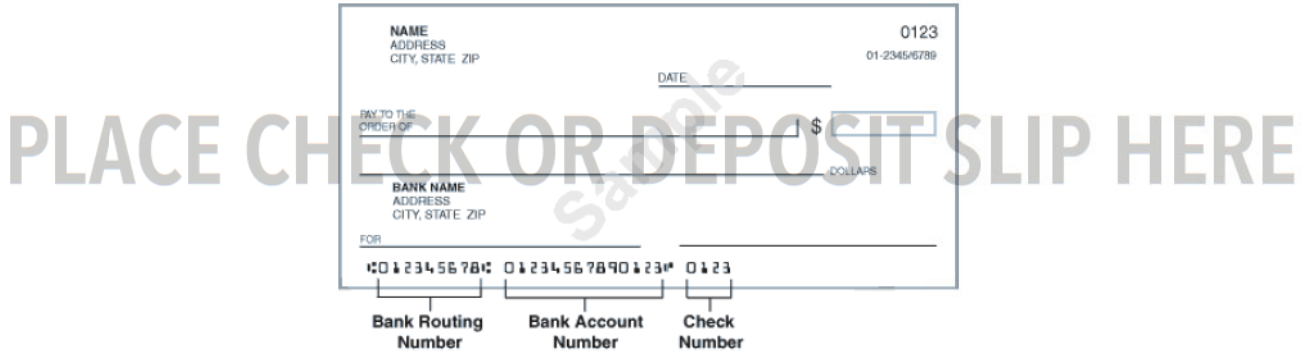 NAME
0123
ADDRESS
01-2345/6789
CITY, STATE ZIP
DATE
Sample
PAY TO THE
ORDER OF
$
PLACE CHECK OR DEPOSIT SLIP HERE
DOLLARS
BANK NAME
ADDRESS
CITY, STATE ZIP
FOR
⑆012345678⑆ 01234567890123⑈ 0123
Bank Routing
Number
Bank Account
Number
Check
Number